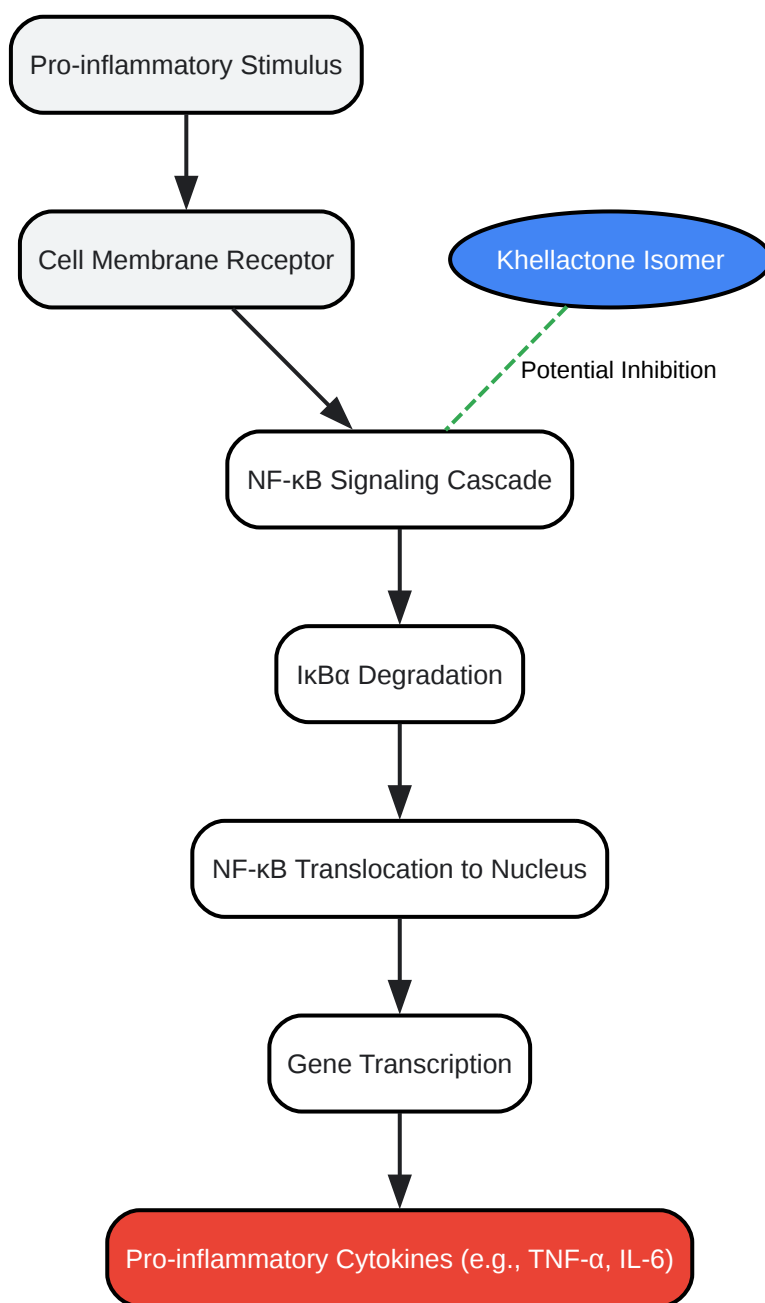 Pro-inflammatory Stimulus
Cell Membrane Receptor
Khellactone Isomer
Potential Inhibition
NF-κB Signaling Cascade
IκBα Degradation
NF-κB Translocation to Nucleus
Gene Transcription
Pro-inflammatory Cytokines (e.g., TNF-α, IL-6)